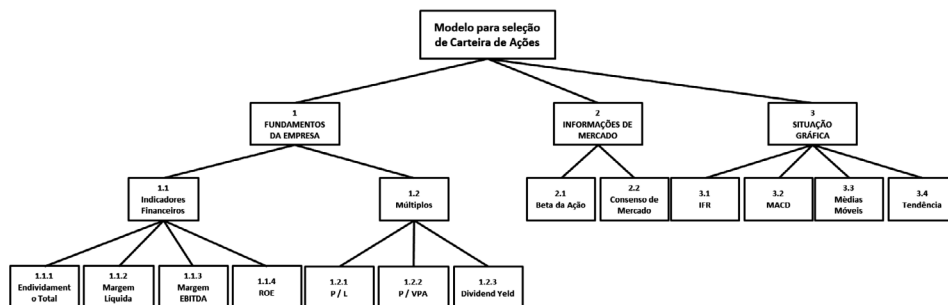 Modelo para seleção
de Carteira de Ações
1
FUNDAMENTOS
DA EMPRESA
2
INFORMAÇÕES DE
MERCADO
3
SITUAÇÃO
GRÁFICA
1.1
Indicadores
Financeiros
1.2
Múltiplos
2.1
Beta da Ação
2.2
Consenso de
Mercado
3.1
IFR
3.2
MACD
3.3
Médias
Móveis
3.4
Tendência
1.1.1
Endividament
o Total
1.1.2
Margem
Líquida
1.1.3
Margem
EBITDA
1.1.4
ROE
1.2.1
P / L
1.2.2
P / VPA
1.2.3
Dividend Yeld